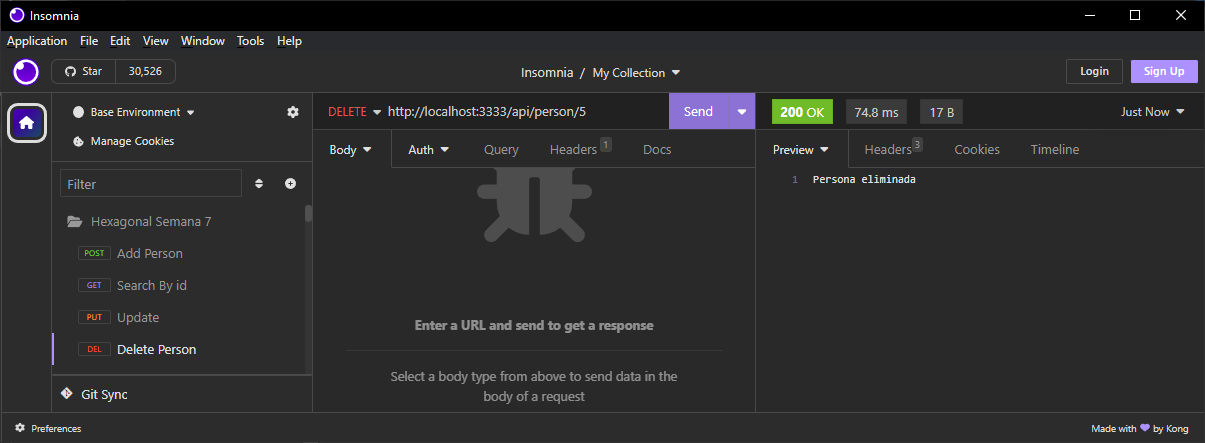 Insomnia
Application File Edit View Window Tools Help
Star 30,526
Insomnia / My Collection
Login Sign Up
Base Environment
Manage Cookies
Filter
Hexagonal Semana 7
POST Add Person
GET Search By id
PUT Update
DEL Delete Person
Git Sync
DELETE http://localhost:3333/api/person/5 Send
Body Auth Query Headers 1 Docs
Enter a URL and send to get a response
Select a body type from above to send data in the
body of a request
200 OK 74.8 ms 17 B Just Now
Preview Headers 3 Cookies Timeline
1 Persona eliminada
Preferences
Made with by Kong